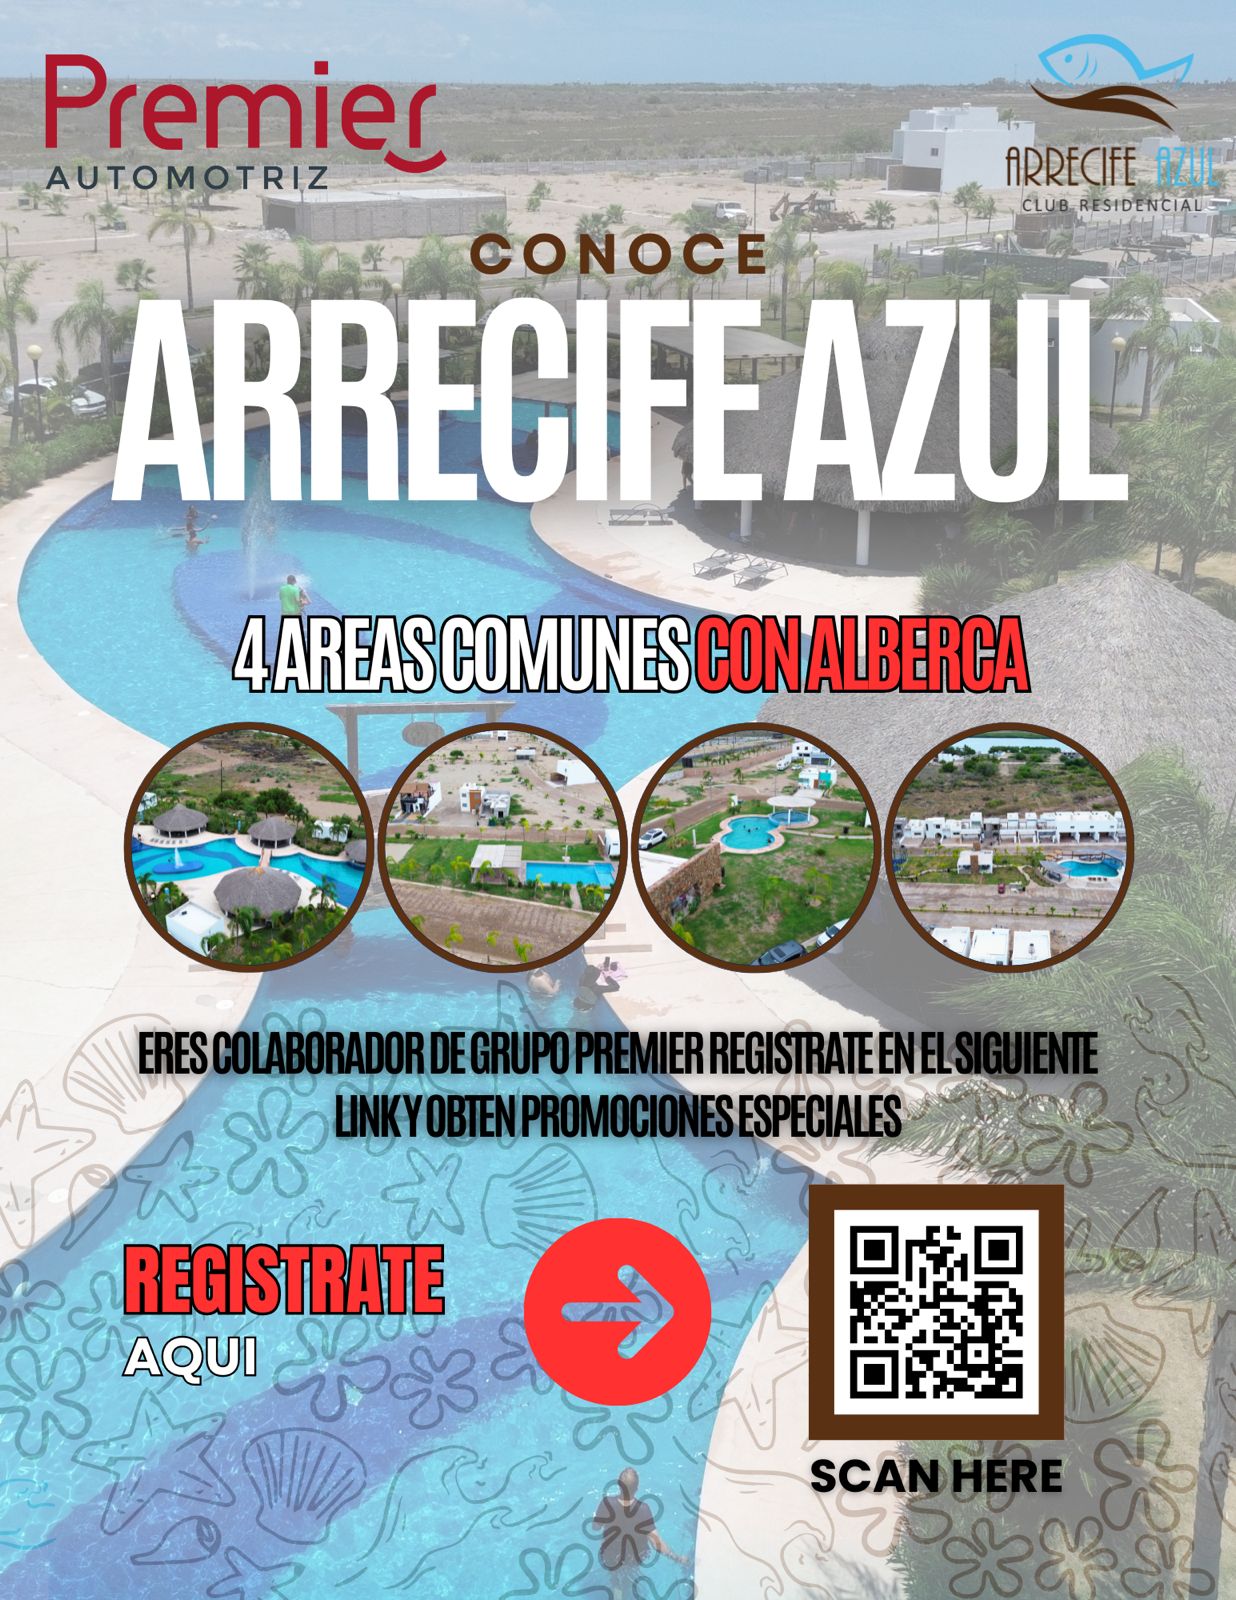 Premier
AUTOMOTRIZ
ARRECIFE AZUL
CLUB RESIDENCIAL
CONOCE
ARRECIFE AZUL
4 AREAS COMUNES CON ALBERCA
ERES COLABORADOR DE GRUPO PREMIER REGISTRATE EN EL SIGUIENTE
LINK Y OBTEN PROMOCIONES ESPECIALES
REGISTRATE
AQUI
SCAN HERE